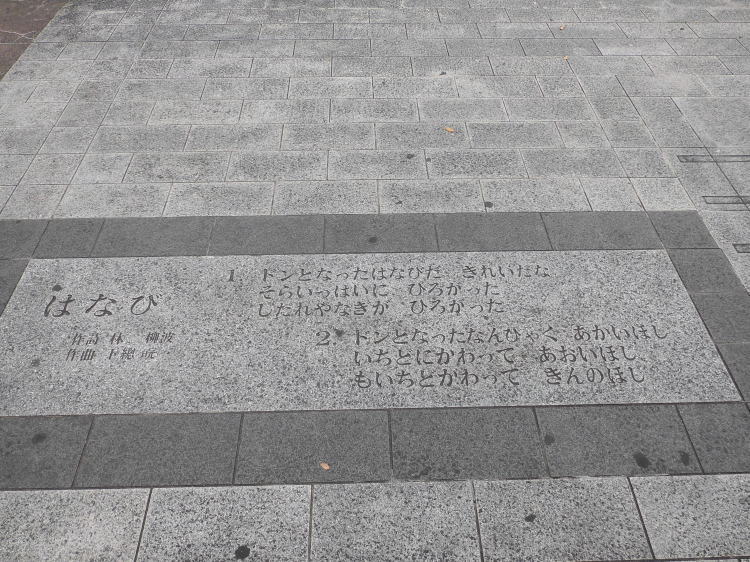 はなび
作詩 林 柳波
作曲 下總
1 ドンとなったはなびだ きれいだな
そらいっぱいに ひろがった
しだれやなぎが ひろがった
2 ドンとなったなんびゃく あかいほし
いちどにかわって あおいほし
もいちどかわって きんのほし